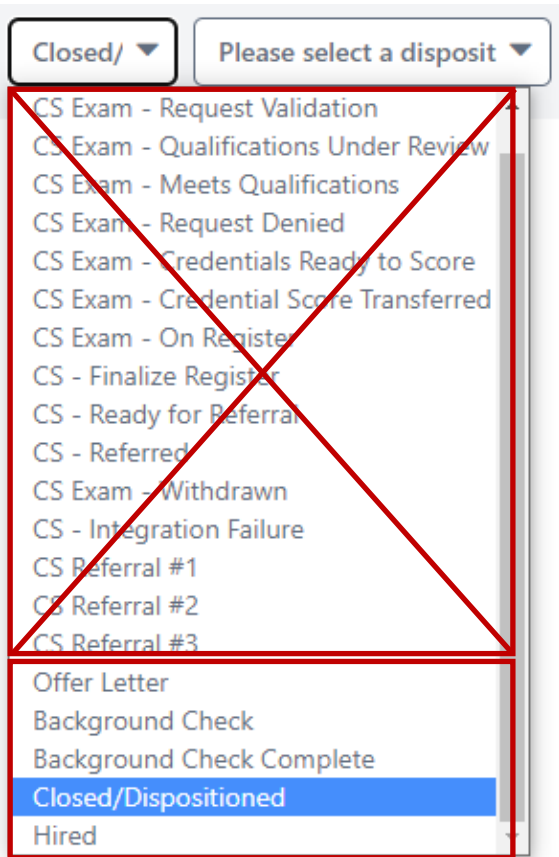 Closed/ Please select a disposit
CS Exam - Request Validation
CS Exam - Qualifications Under Review
CS Exam - Meets Qualifications
CS Exam - Request Denied
CS Exam - Credentials Ready to Score
CS Exam - Credential Score Transferred
CS Exam - On Register
CS - Finalize Register
CS - Ready for Referral
CS - Referred
CS Exam - Withdrawn
CS - Integration Failure
CS Referral #1
CS Referral #2
CS Referral #3
Offer Letter
Background Check
Background Check Complete
Closed/Dispositioned
Hired